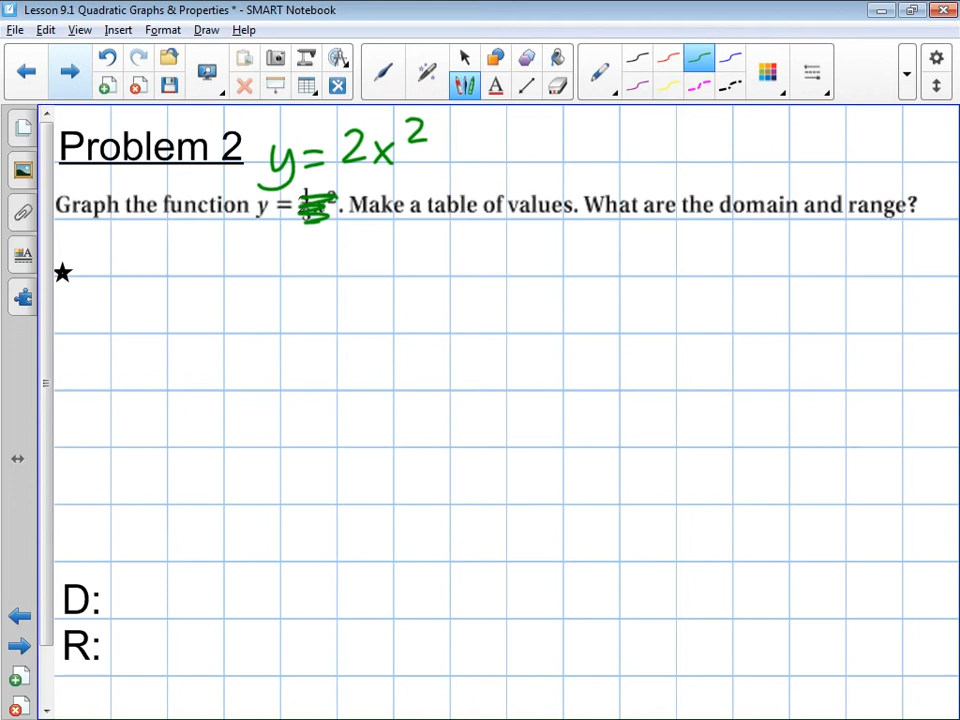 Lesson 9.1 Quadratic Graphs & Properties * - SMART Notebook
File Edit View Insert Format Draw Help
Problem 2 y = 2x²
Graph the function y = . Make a table of values. What are the domain and range?
★
D:
R: